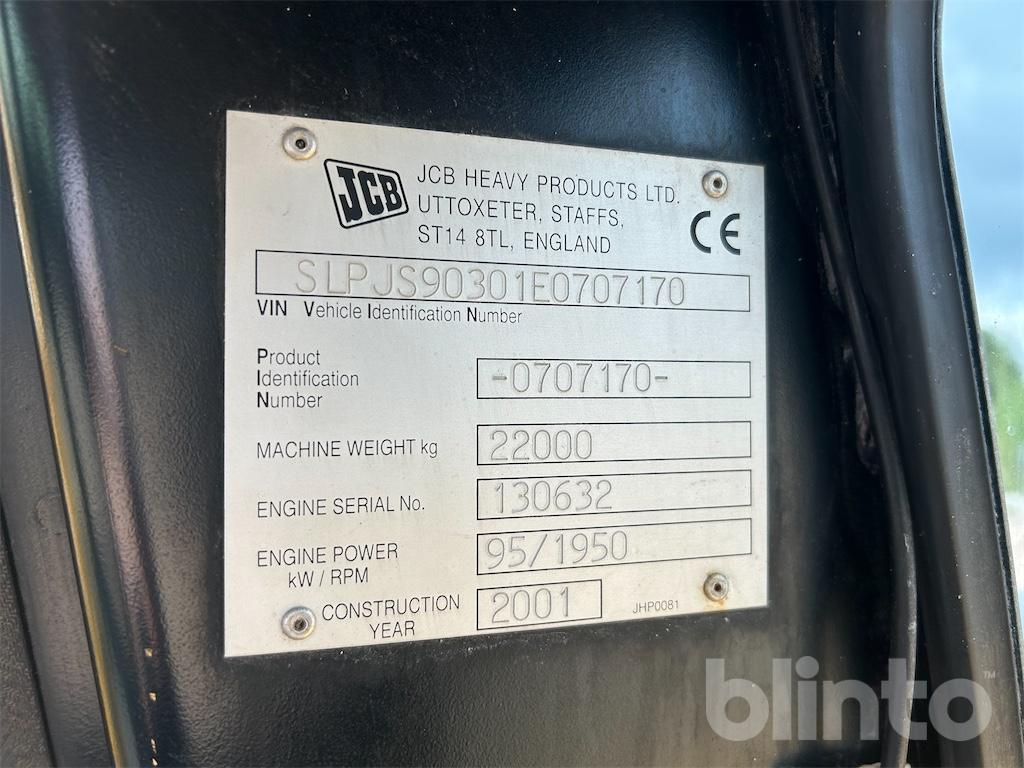 JCB
JCB HEAVY PRODUCTS LTD.
UTTOXETER, STAFFS,
ST14 8TL, ENGLAND
CE
SLPJS90301E0707170
VIN Vehicle Identification Number
Product
Identification
Number
-0707170-
MACHINE WEIGHT kg
22000
ENGINE SERIAL No.
130632
ENGINE POWER
kW / RPM
95/1950
CONSTRUCTION
YEAR
2001
JHP0081
blinto™